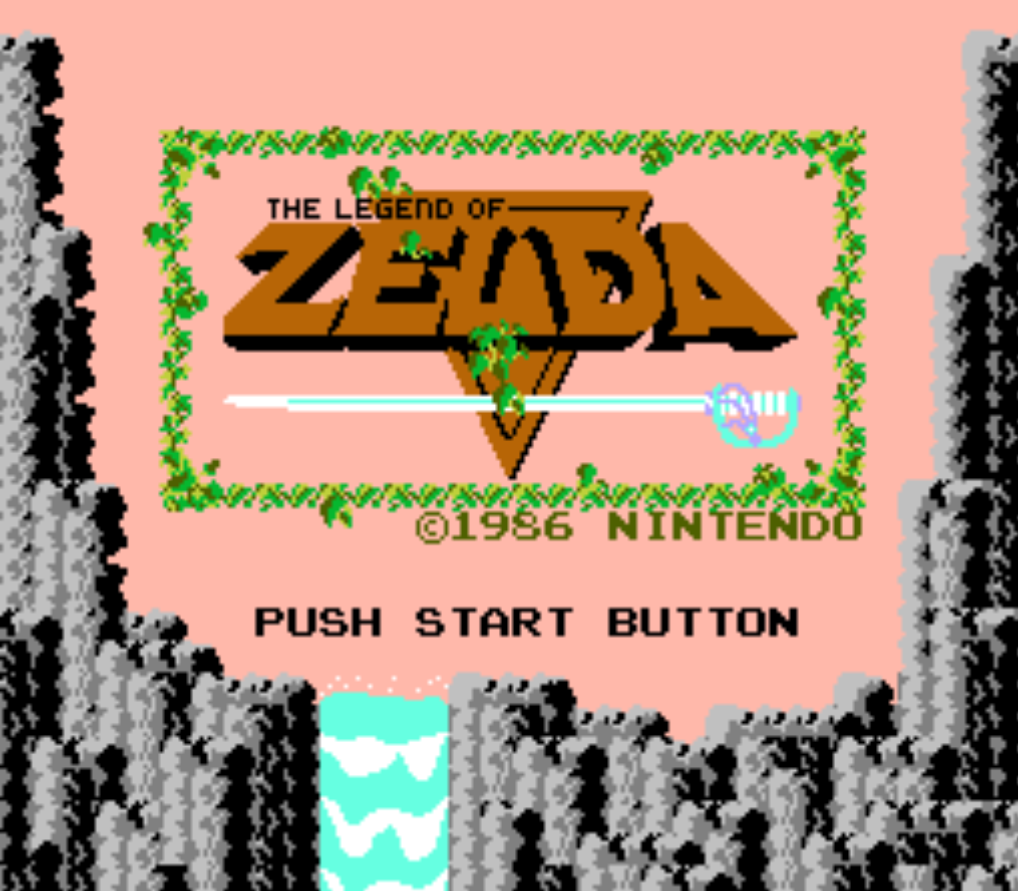 THE LEGEND OF
ZELDA
©1986 NINTENDO
PUSH START BUTTON